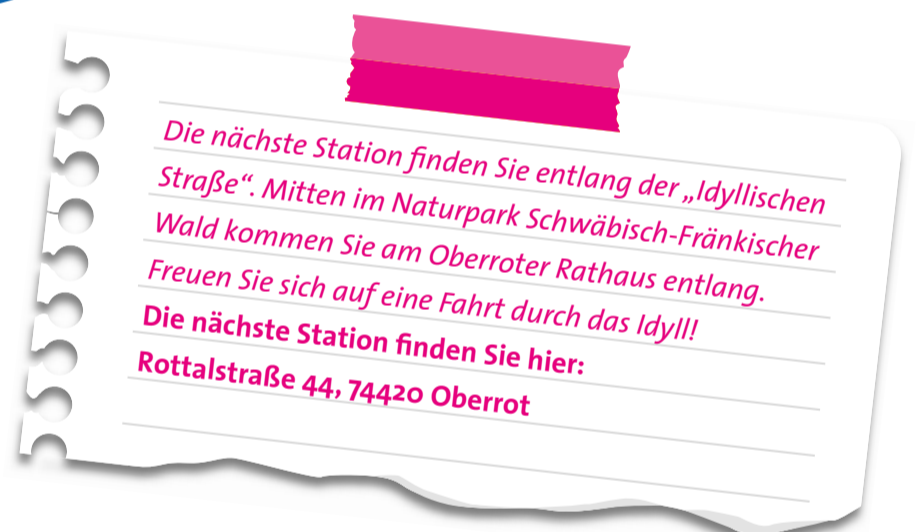 Die nächste Station finden Sie entlang der „Idyllischen
Straße“. Mitten im Naturpark Schwäbisch-Fränkischer
Wald kommen Sie am Oberroter Rathaus entlang.
Freuen Sie sich auf eine Fahrt durch das Idyll!
Die nächste Station finden Sie hier:
Rottalstraße 44, 74420 Oberrot